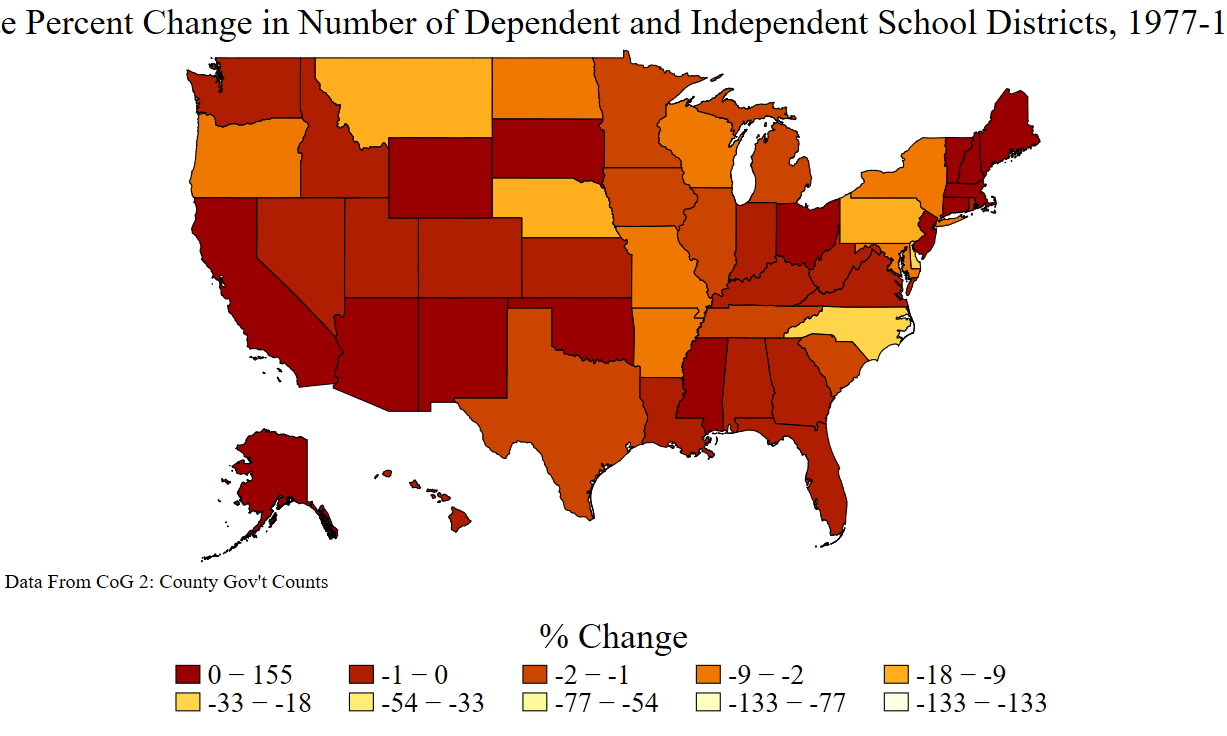 e Percent Change in Number of Dependent and Independent School Districts, 1977-1
Data From CoG 2: County Gov't Counts
% Change
0 − 155
-1 − 0
-2 − -1
-9 − -2
-18 − -9
-33 − -18
-54 − -33
-77 − -54
-133 − -77
-133 − -133